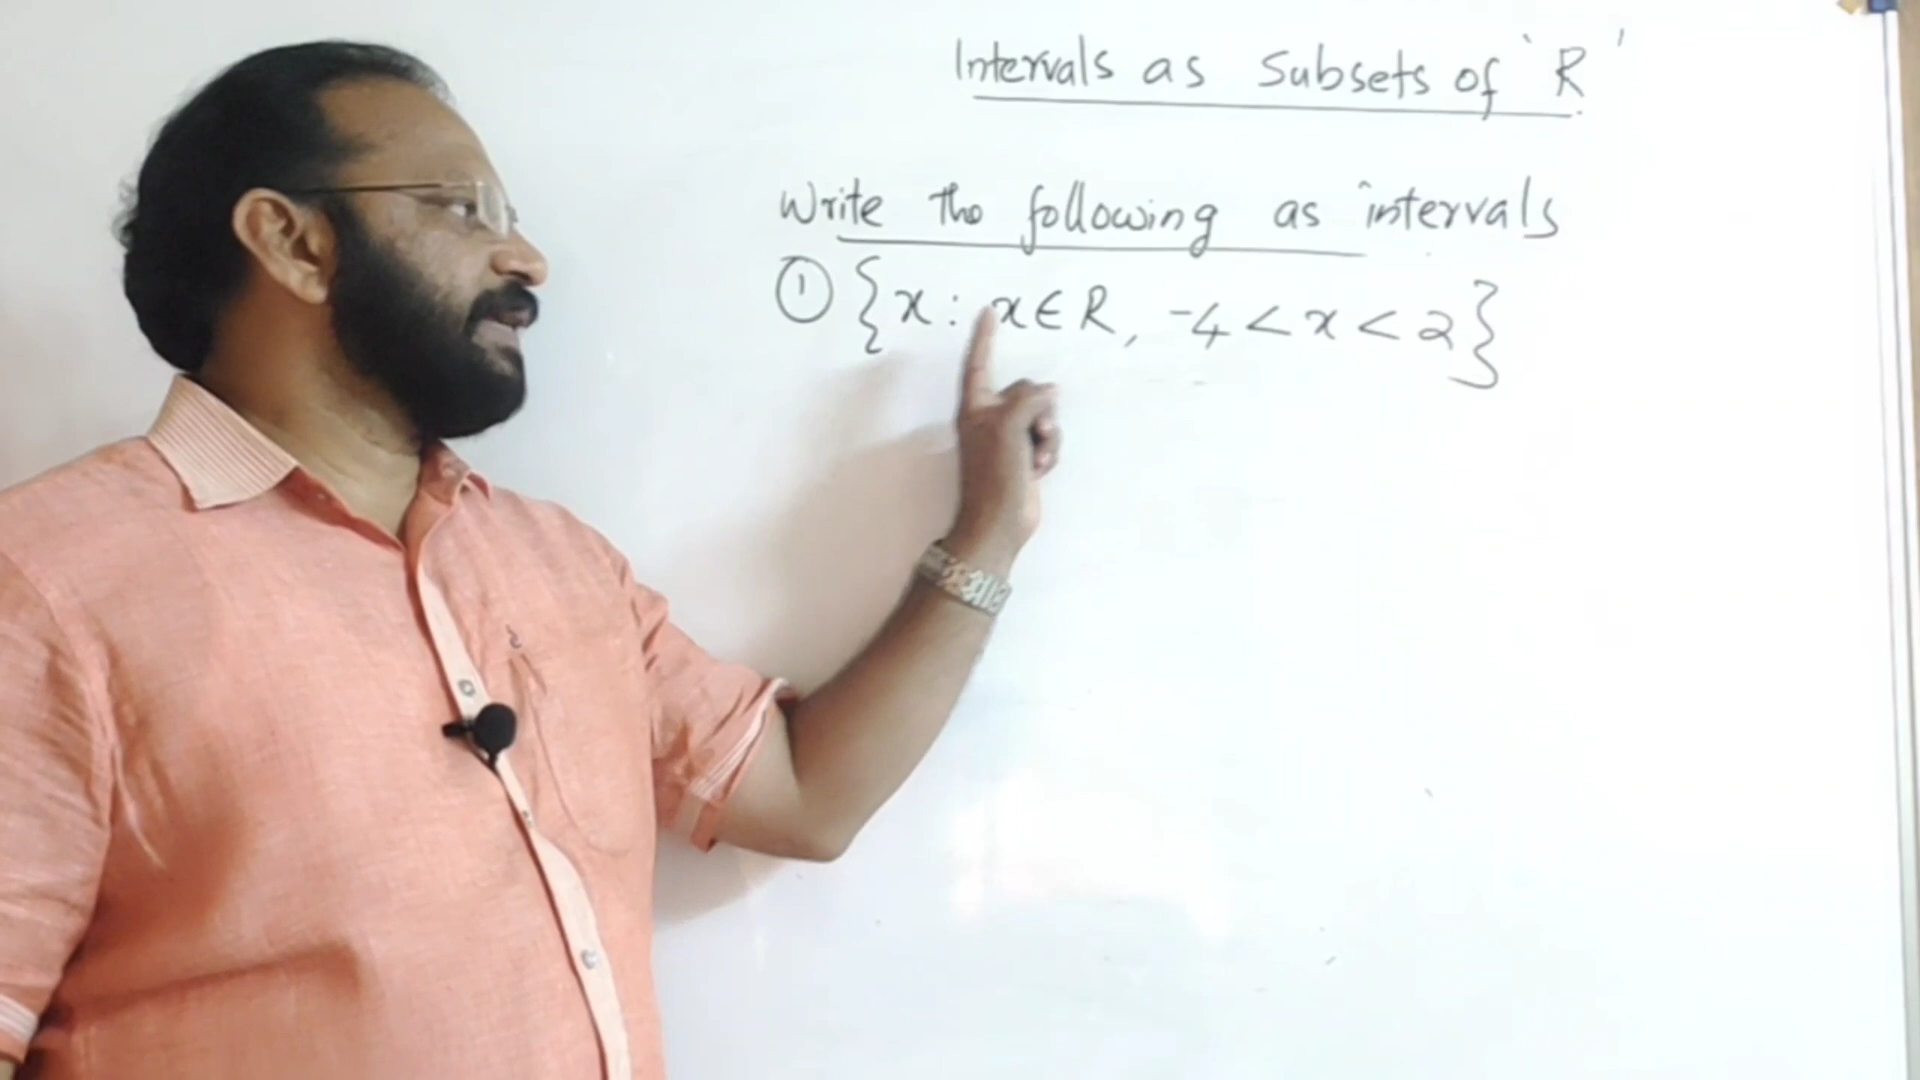 Intervals as Subsets of 'R'
Write the following as intervals
① {x : x ∈ R, -4 < x < 2}